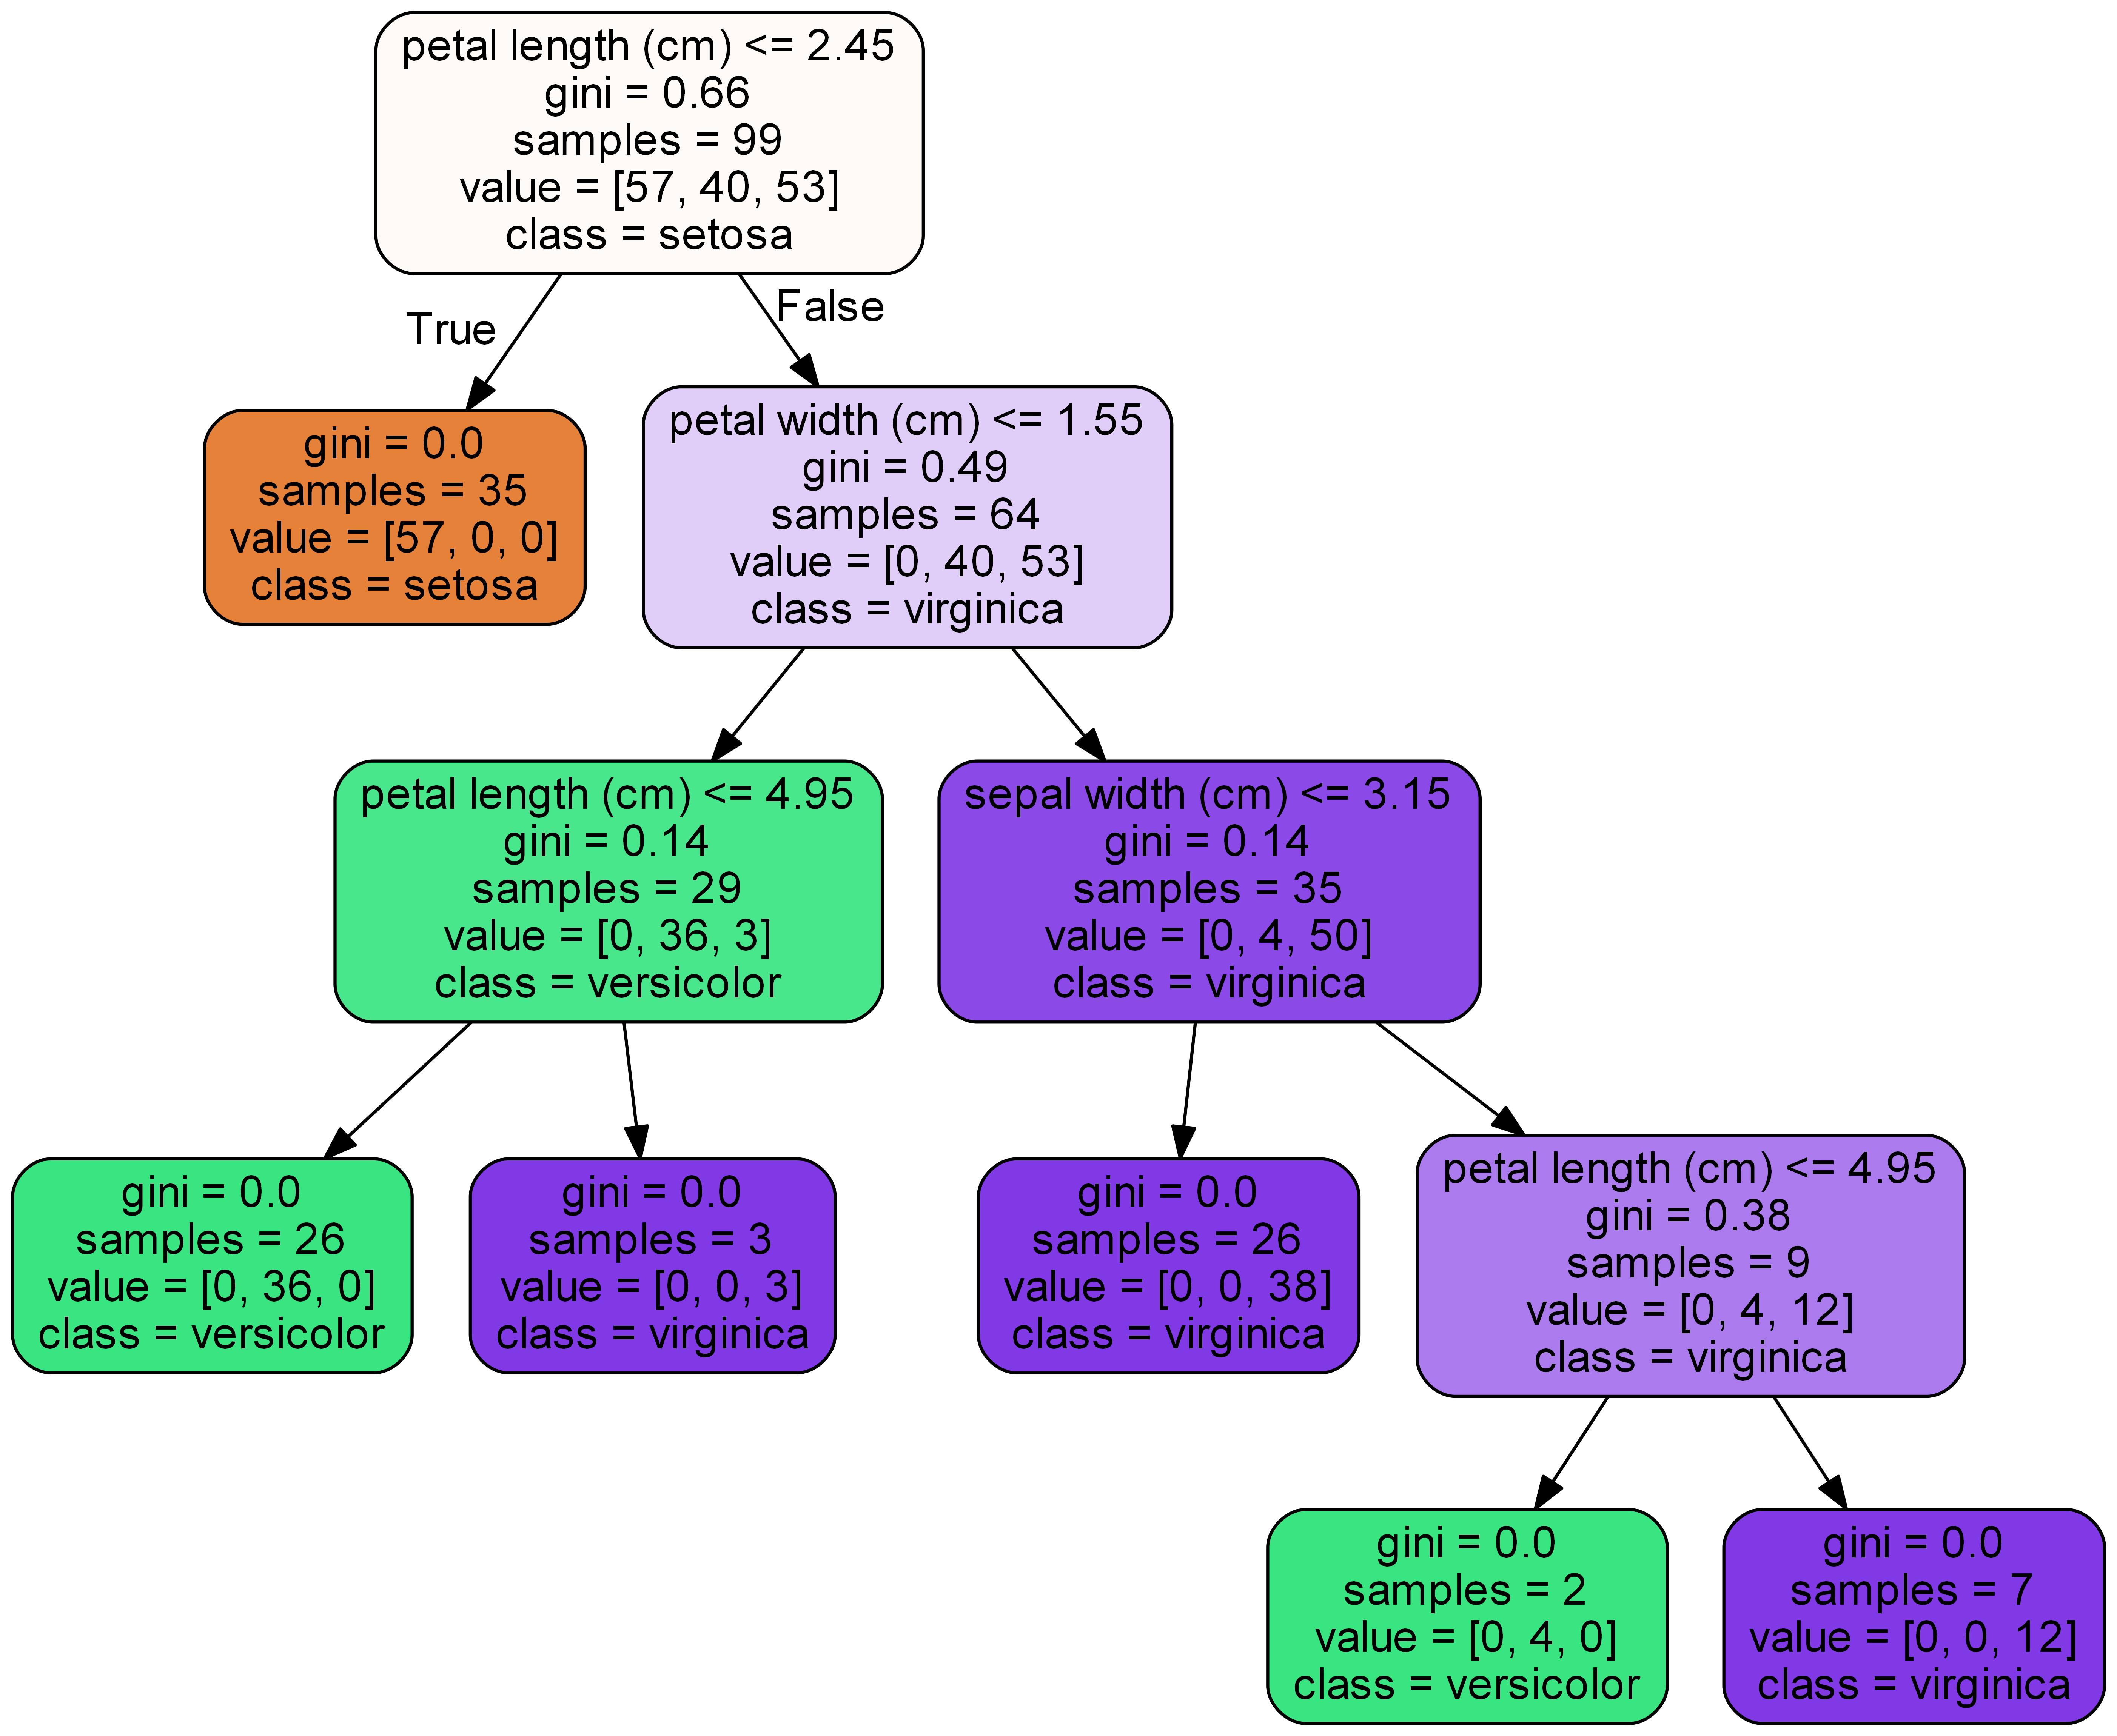 petal length (cm) <= 2.45
gini = 0.66
samples = 99
value = [57, 40, 53]
class = setosa
True
False
gini = 0.0
samples = 35
value = [57, 0, 0]
class = setosa
petal width (cm) <= 1.55
gini = 0.49
samples = 64
value = [0, 40, 53]
class = virginica
petal length (cm) <= 4.95
gini = 0.14
samples = 29
value = [0, 36, 3]
class = versicolor
sepal width (cm) <= 3.15
gini = 0.14
samples = 35
value = [0, 4, 50]
class = virginica
gini = 0.0
samples = 26
value = [0, 36, 0]
class = versicolor
gini = 0.0
samples = 3
value = [0, 0, 3]
class = virginica
gini = 0.0
samples = 26
value = [0, 0, 38]
class = virginica
petal length (cm) <= 4.95
gini = 0.38
samples = 9
value = [0, 4, 12]
class = virginica
gini = 0.0
samples = 2
value = [0, 4, 0]
class = versicolor
gini = 0.0
samples = 7
value = [0, 0, 12]
class = virginica